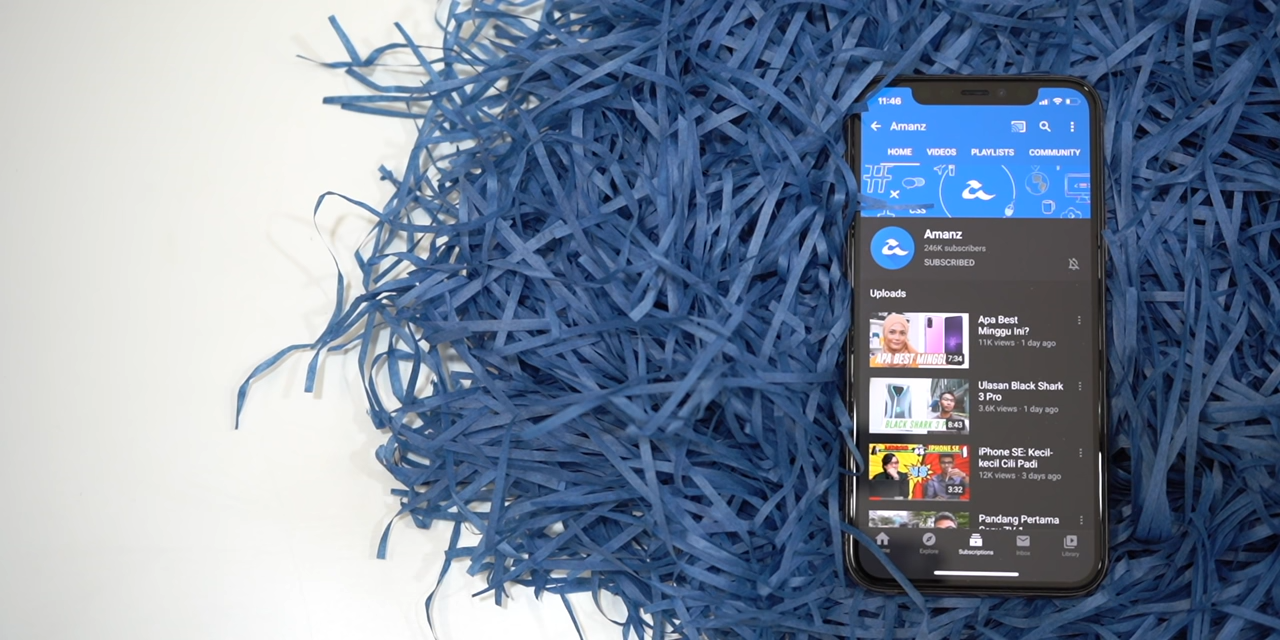 11:46
Amanz
HOME VIDEOS PLAYLISTS COMMUNITY
#
CSS
Amanz
246K subscribers
SUBSCRIBED
Uploads
APA BEST MINGGU
7:34
Apa Best
Minggu Ini?
11K views · 1 day ago
BLACK SHARK 3
8:43
Ulasan Black Shark
3 Pro
3.6K views · 1 day ago
IPHONE SE
VS
3:32
iPhone SE: Kecil-
kecil Cili Padi
12K views · 3 days ago
Pandang Pertama
Explore Subscriptions Inbox Library